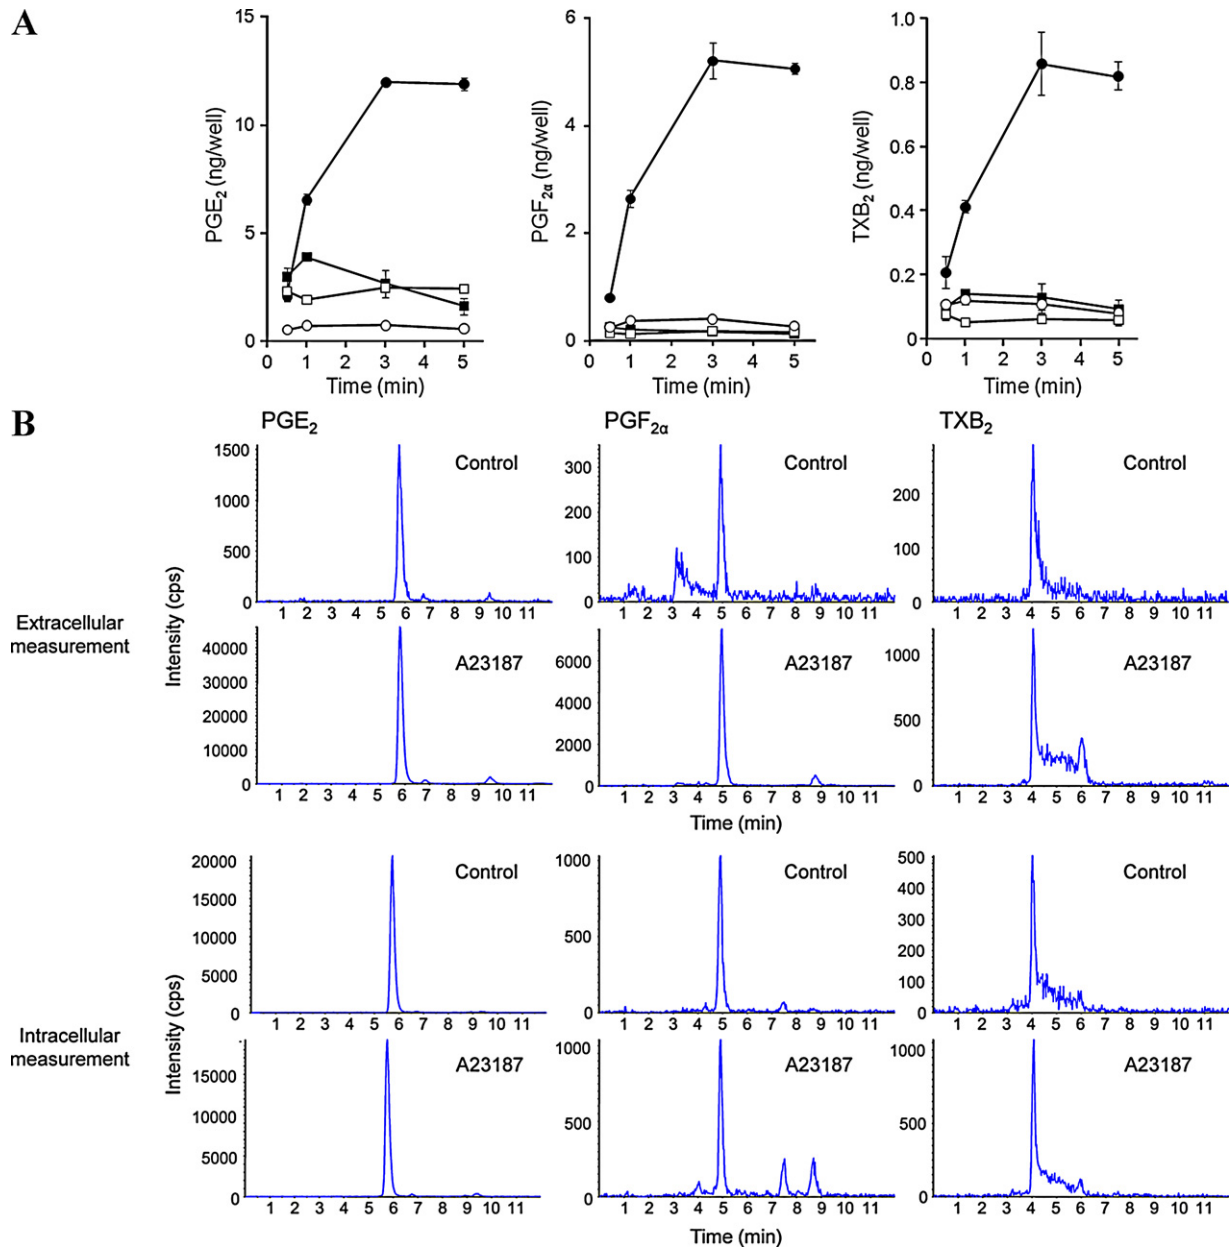 A
PGE2 (ng/well)
15
10
5
0
0 1 2 3 4 5
Time (min)
PGF2α (ng/well)
6
4
2
0
0 1 2 3 4 5
Time (min)
TXB2 (ng/well)
1.0
0.8
0.6
0.4
0.2
0
0 1 2 3 4 5
Time (min)
B
PGE2
PGF2α
TXB2
Extracellular
measurement
Intensity (cps)
Control
1500
1000
500
0
1 2 3 4 5 6 7 8 9 10 11
Control
300
200
100
0
1 2 3 4 5 6 7 8 9 10 11
Control
200
100
0
1 2 3 4 5 6 7 8 9 10 11
A23187
40000
30000
20000
10000
0
1 2 3 4 5 6 7 8 9 10 11
A23187
6000
4000
2000
0
1 2 3 4 5 6 7 8 9 10 11
A23187
1000
500
0
1 2 3 4 5 6 7 8 9 10 11
Time (min)
Intracellular
measurement
Intensity (cps)
Control
20000
15000
10000
5000
0
1 2 3 4 5 6 7 8 9 10 11
Control
1000
500
0
1 2 3 4 5 6 7 8 9 10 11
Control
500
400
300
200
100
0
1 2 3 4 5 6 7 8 9 10 11
A23187
15000
10000
5000
0
1 2 3 4 5 6 7 8 9 10 11
A23187
1000
500
0
1 2 3 4 5 6 7 8 9 10 11
A23187
1000
500
0
1 2 3 4 5 6 7 8 9 10 11
Time (min)